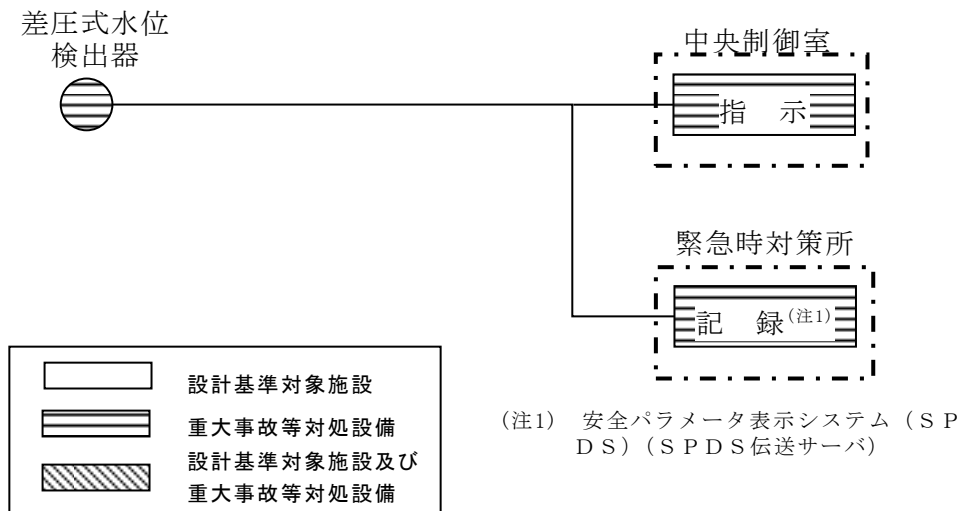 差圧式水位
検出器
中央制御室
指　示
緊急時対策所
記　録(注1)
設計基準対象施設
重大事故等対処設備
設計基準対象施設及び
重大事故等対処設備
(注1)　安全パラメータ表示システム（ＳＰ
ＤＳ）（ＳＰＤＳ伝送サーバ）